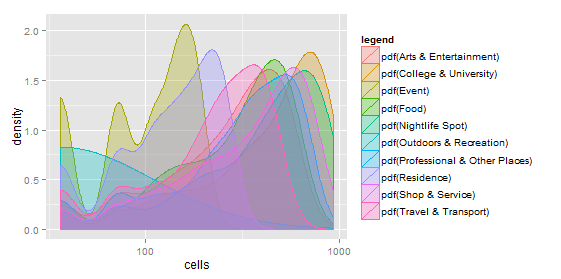 2.0
1.5
1.0
0.5
0.0
density
100
1000
cells
legend
pdf(Arts & Entertainment)
pdf(College & University)
pdf(Event)
pdf(Food)
pdf(Nightlife Spot)
pdf(Outdoors & Recreation)
pdf(Professional & Other Places)
pdf(Residence)
pdf(Shop & Service)
pdf(Travel & Transport)